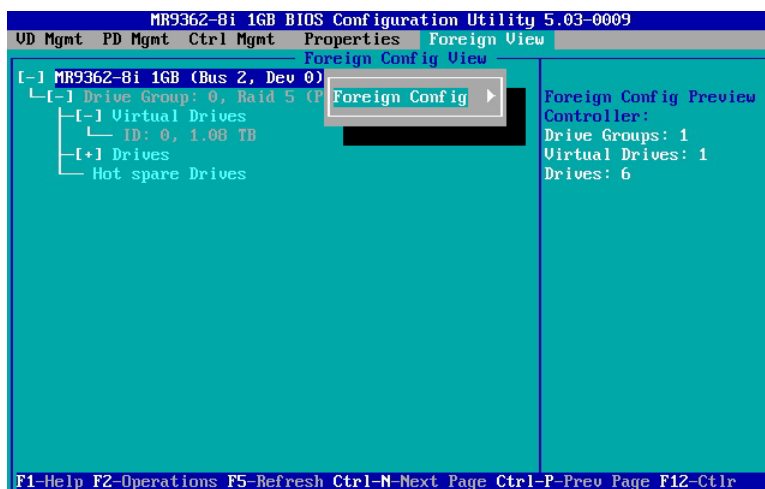 MR9362-8i 1GB BIOS Configuration Utility 5.03-0009
VD Mgmt PD Mgmt Ctrl Mgmt Properties Foreign View
Foreign Config View
[-] MR9362-8i 1GB (Bus 2, Dev 0)
[-] Drive Group: 0, Raid 5 (P
Foreign Config
[-] Virtual Drives
ID: 0, 1.08 TB
[+] Drives
Hot spare Drives
Foreign Config Preview
Controller:
Drive Groups: 1
Virtual Drives: 1
Drives: 6
F1-Help F2-Operations F5-Refresh Ctrl-N-Next Page Ctrl-P-Prev Page F12-Ctlr